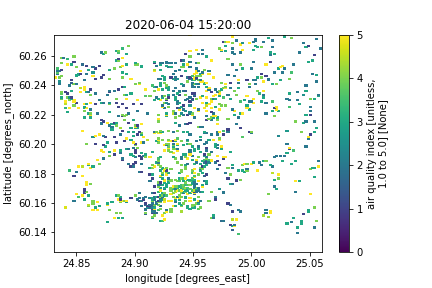 2020-06-04 15:20:00
60.26
60.24
60.22
60.20
60.18
60.16
60.14
latitude [degrees_north]
24.85 24.90 24.95 25.00 25.05
longitude [degrees_east]
5
4
3
2
1
0
air quality index [unitless,
1.0 to 5.0] [None]